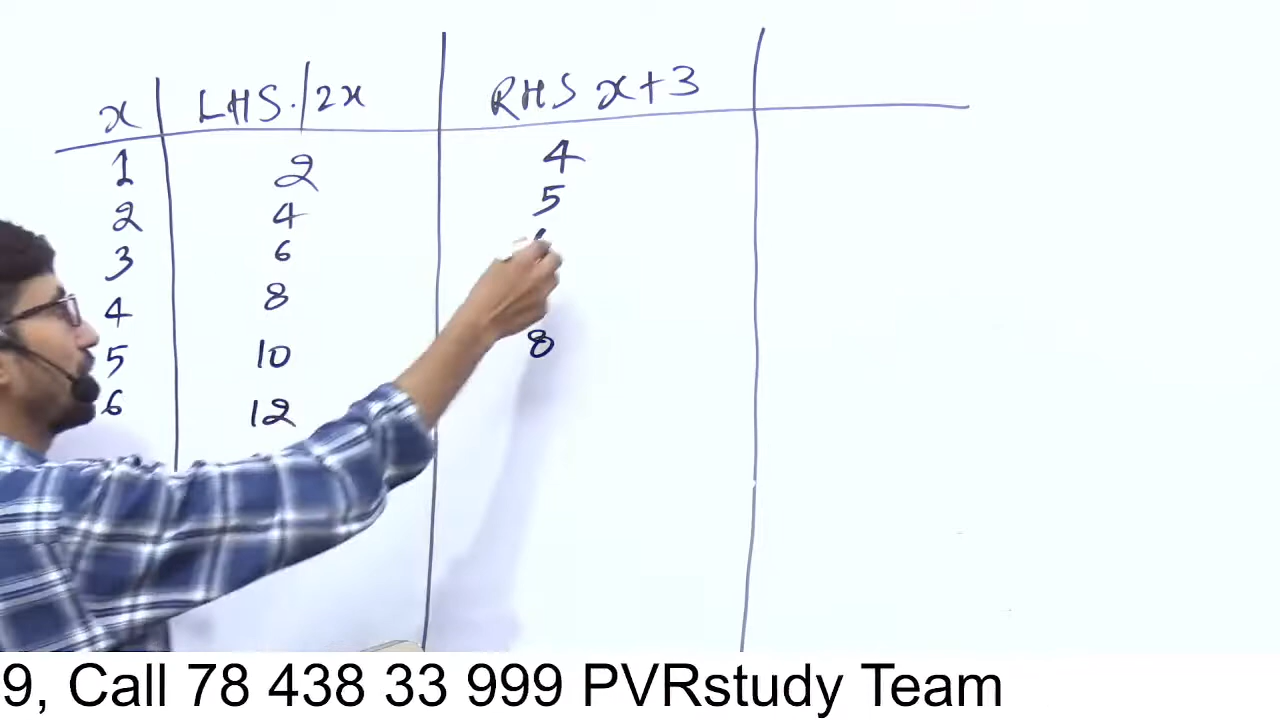 x LHS./2x RHS x+3
1 2 4
2 4 5
3 6
4 8
5 10 8
6 12
9, Call 78 438 33 999 PVRstudy Team